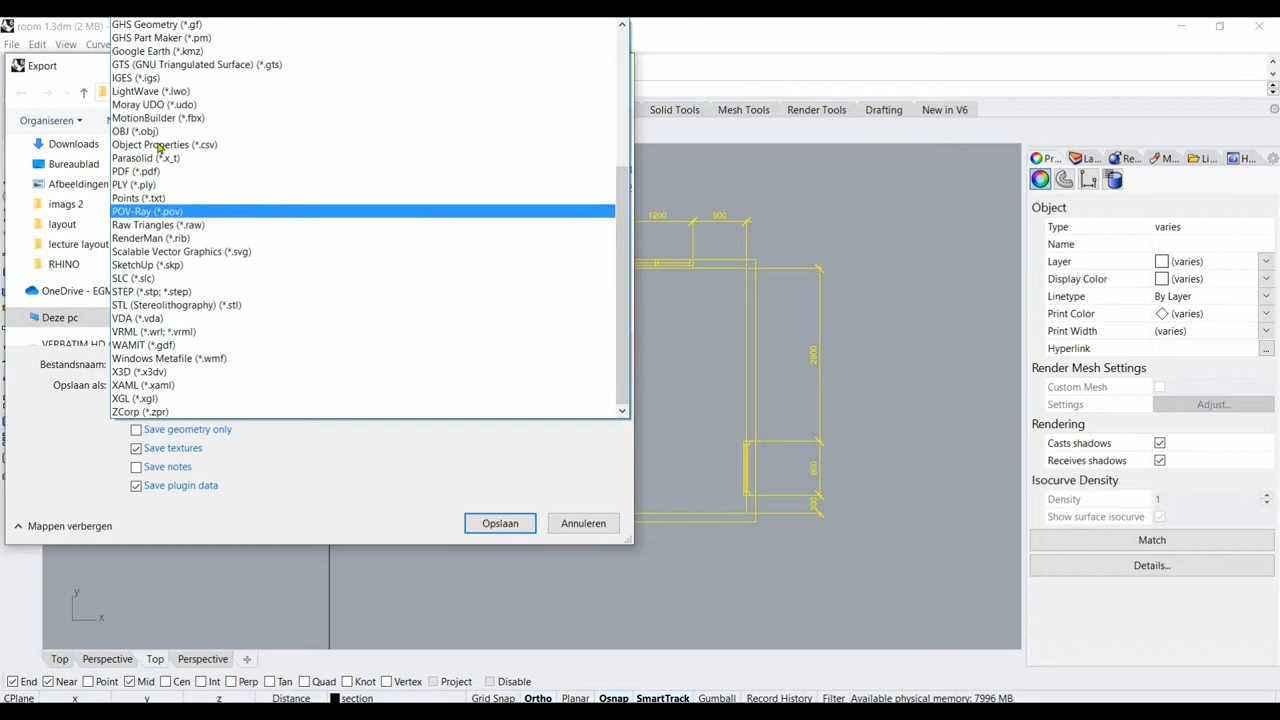 room 1.3dm (2 MB)
File Edit View Curve
Export
Organiseren
Downloads
Bureaublad
Afbeeldingen
imags 2
layout
lecture layout
RHINO
OneDrive - EGM
Deze pc
VERBATIM HD
Bestandsnaam:
Opslaan als:
GHS Geometry (*.gf)
GHS Part Maker (*.pm)
Google Earth (*.kmz)
GTS (GNU Triangulated Surface) (*.gts)
IGES (*.igs)
LightWave (*.lwo)
Moray UDO (*.udo)
MotionBuilder (*.fbx)
OBJ (*.obj)
Object Properties (*.csv)
Parasolid (*.x_t)
PDF (*.pdf)
PLY (*.ply)
Points (*.txt)
POV-Ray (*.pov)
Raw Triangles (*.raw)
RenderMan (*.rib)
Scalable Vector Graphics (*.svg)
SketchUp (*.skp)
SLC (*.slc)
STEP (*.stp; *.step)
STL (Stereolithography) (*.stl)
VDA (*.vda)
VRML (*.wrl; *.vrml)
WAMIT (*.gdf)
Windows Metafile (*.wmf)
X3D (*.x3dv)
XAML (*.xaml)
XGL (*.xgl)
ZCorp (*.zpr)
Save geometry only
Save textures
Save notes
Save plugin data
Mappen verbergen
Opslaan
Annuleren
Solid Tools Mesh Tools Render Tools Drafting New in V6
1200 900
2900
900
200
y
x
Pr... La... Re... M... Li... H...
Object
Type varies
Name
Layer (varies)
Display Color (varies)
Linetype By Layer
Print Color (varies)
Print Width (varies)
Hyperlink ...
Render Mesh Settings
Custom Mesh
Settings Adjust...
Rendering
Casts shadows
Receives shadows
Isocurve Density
Density 1
Show surface isocurve
Match
Details...
Top Perspective Top Perspective
End Near Point Mid Cen Int Perp Tan Quad Knot Vertex Project Disable
CPlane x y z Distance section Grid Snap Ortho Planar Osnap SmartTrack Gumball Record History Filter Available physical memory: 7996 MB